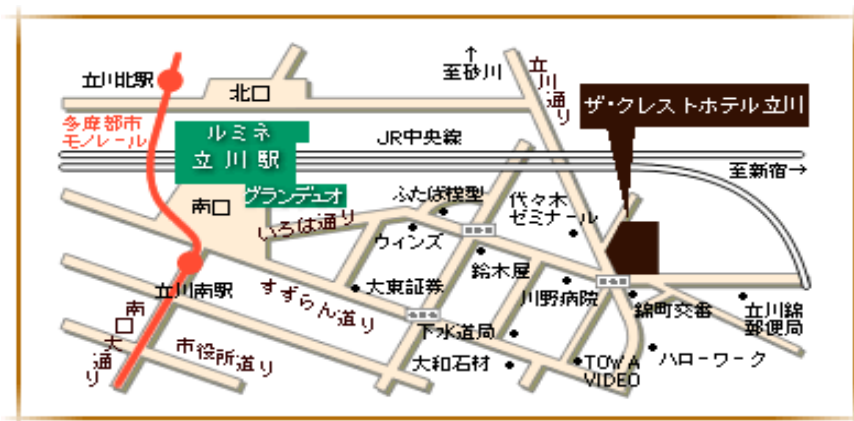 立川北駅
北口
↑
至砂川
立川通り
ザ・クレストホテル立川
多摩都市
モノレール
ルミネ
立川駅
JR中央線
至新宿→
グランデュオ
南口
いろは通り
ふたば模型
代々木
ゼミナール
ウィンズ
鈴木屋
立川南駅
すずらん道り
大東証券
川野病院
錦町交番
立川錦
郵便局
南口大通り
市役所道り
下水道局
大和石材
TOWA
VIDEO
ハローワーク